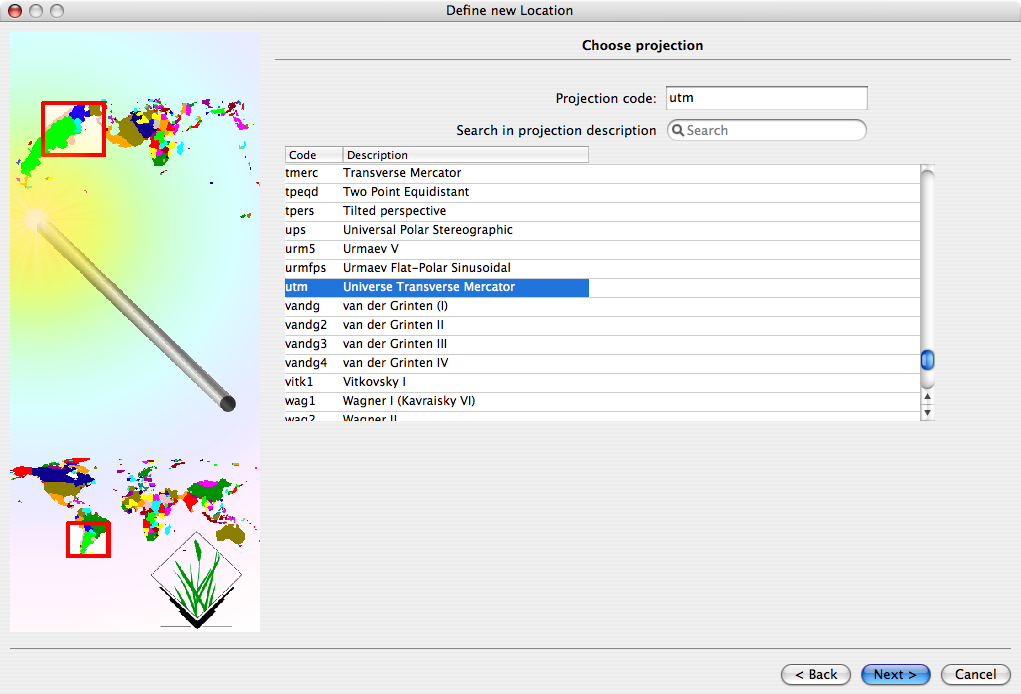 Define new Location
Choose projection
Projection code: utm
Search in projection description Search
Code Description
tmerc Transverse Mercator
tpeqd Two Point Equidistant
tpers Tilted perspective
ups Universal Polar Stereographic
urm5 Urmaev V
urmfps Urmaev Flat-Polar Sinusoidal
utm Universe Transverse Mercator
vandg van der Grinten (I)
vandg2 van der Grinten II
vandg3 van der Grinten III
vandg4 van der Grinten IV
vitk1 Vitkovsky I
wag1 Wagner I (Kavraisky VI)
wag2 Wagner II
< Back Next > Cancel